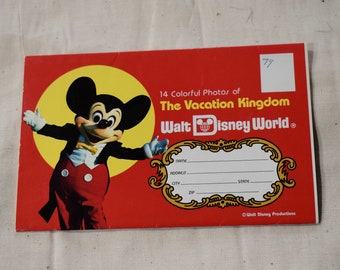 77
14 Colorful Photos of
The Vacation Kingdom
Walt Disney World®
NAME
ADDRESS
CITY STATE
ZIP
© Walt Disney Productions